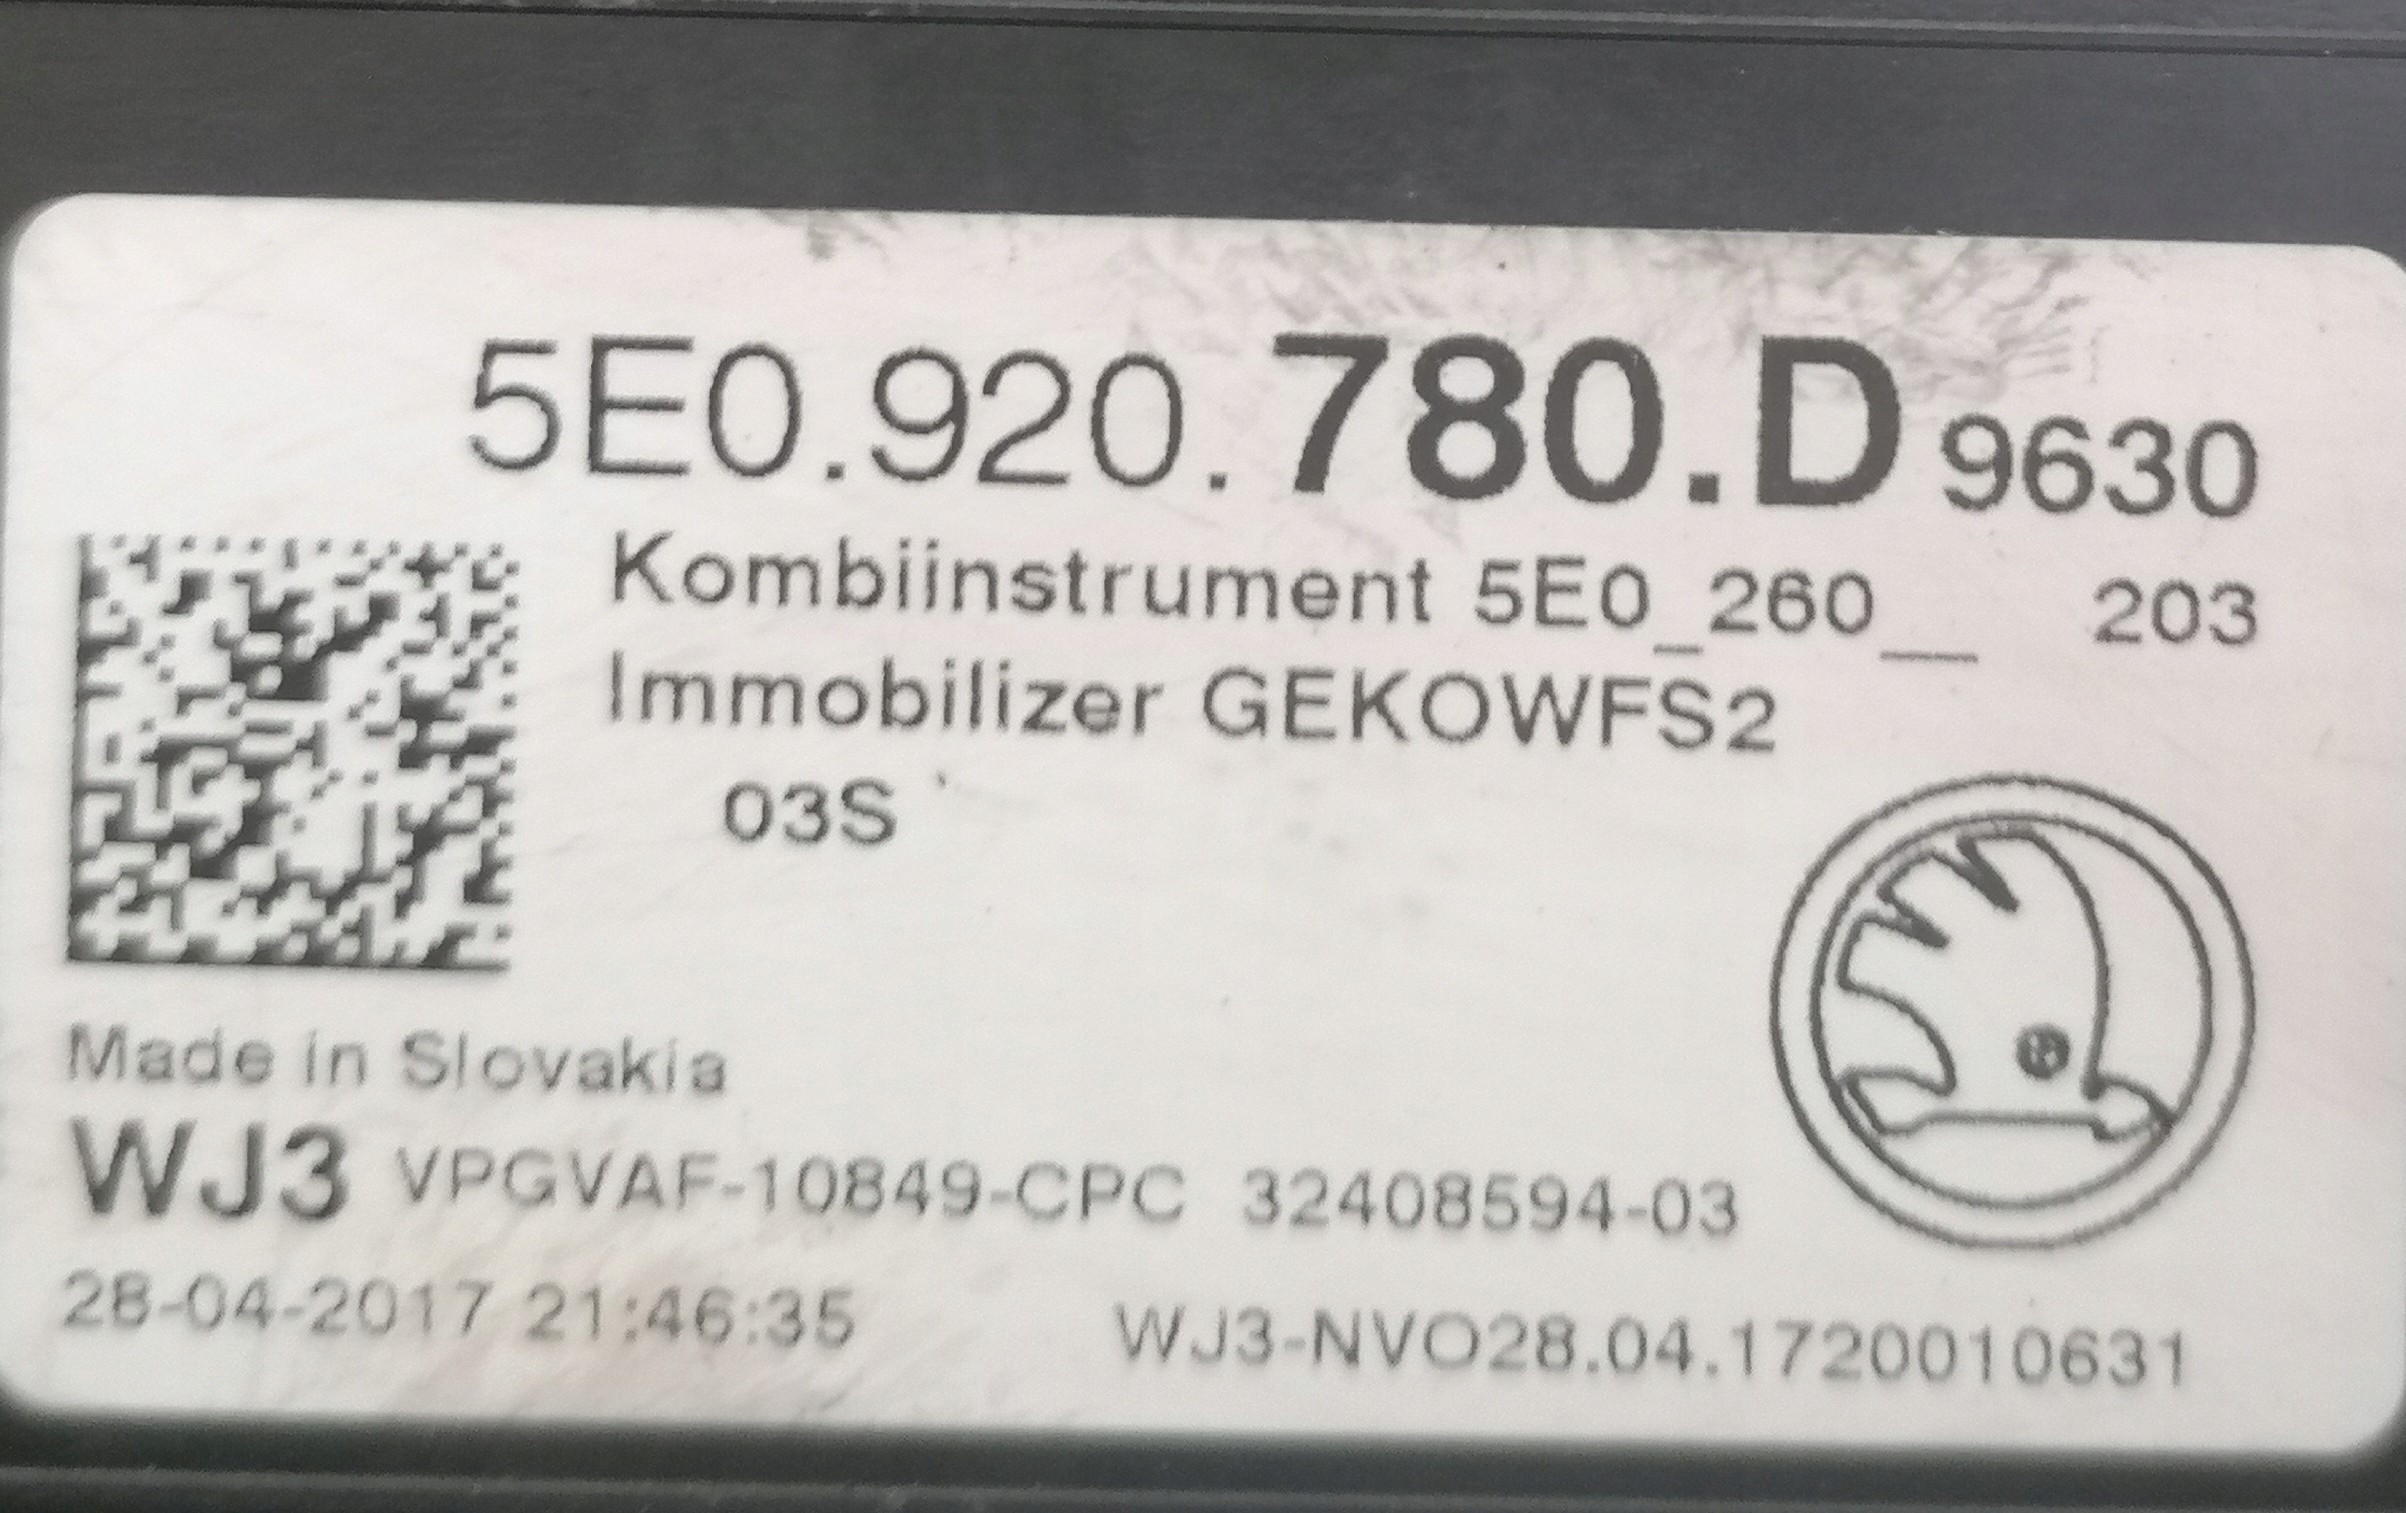 5E0.920.780.D 9630
Kombiinstrument 5E0_260__ 203
Immobilizer GEKOWFS2
03S
Made in Slovakia
WJ3 VPGVAF-10849-CPC 32408594-03
28-04-2017 21:46:35 WJ3-NVO28.04.1720010631